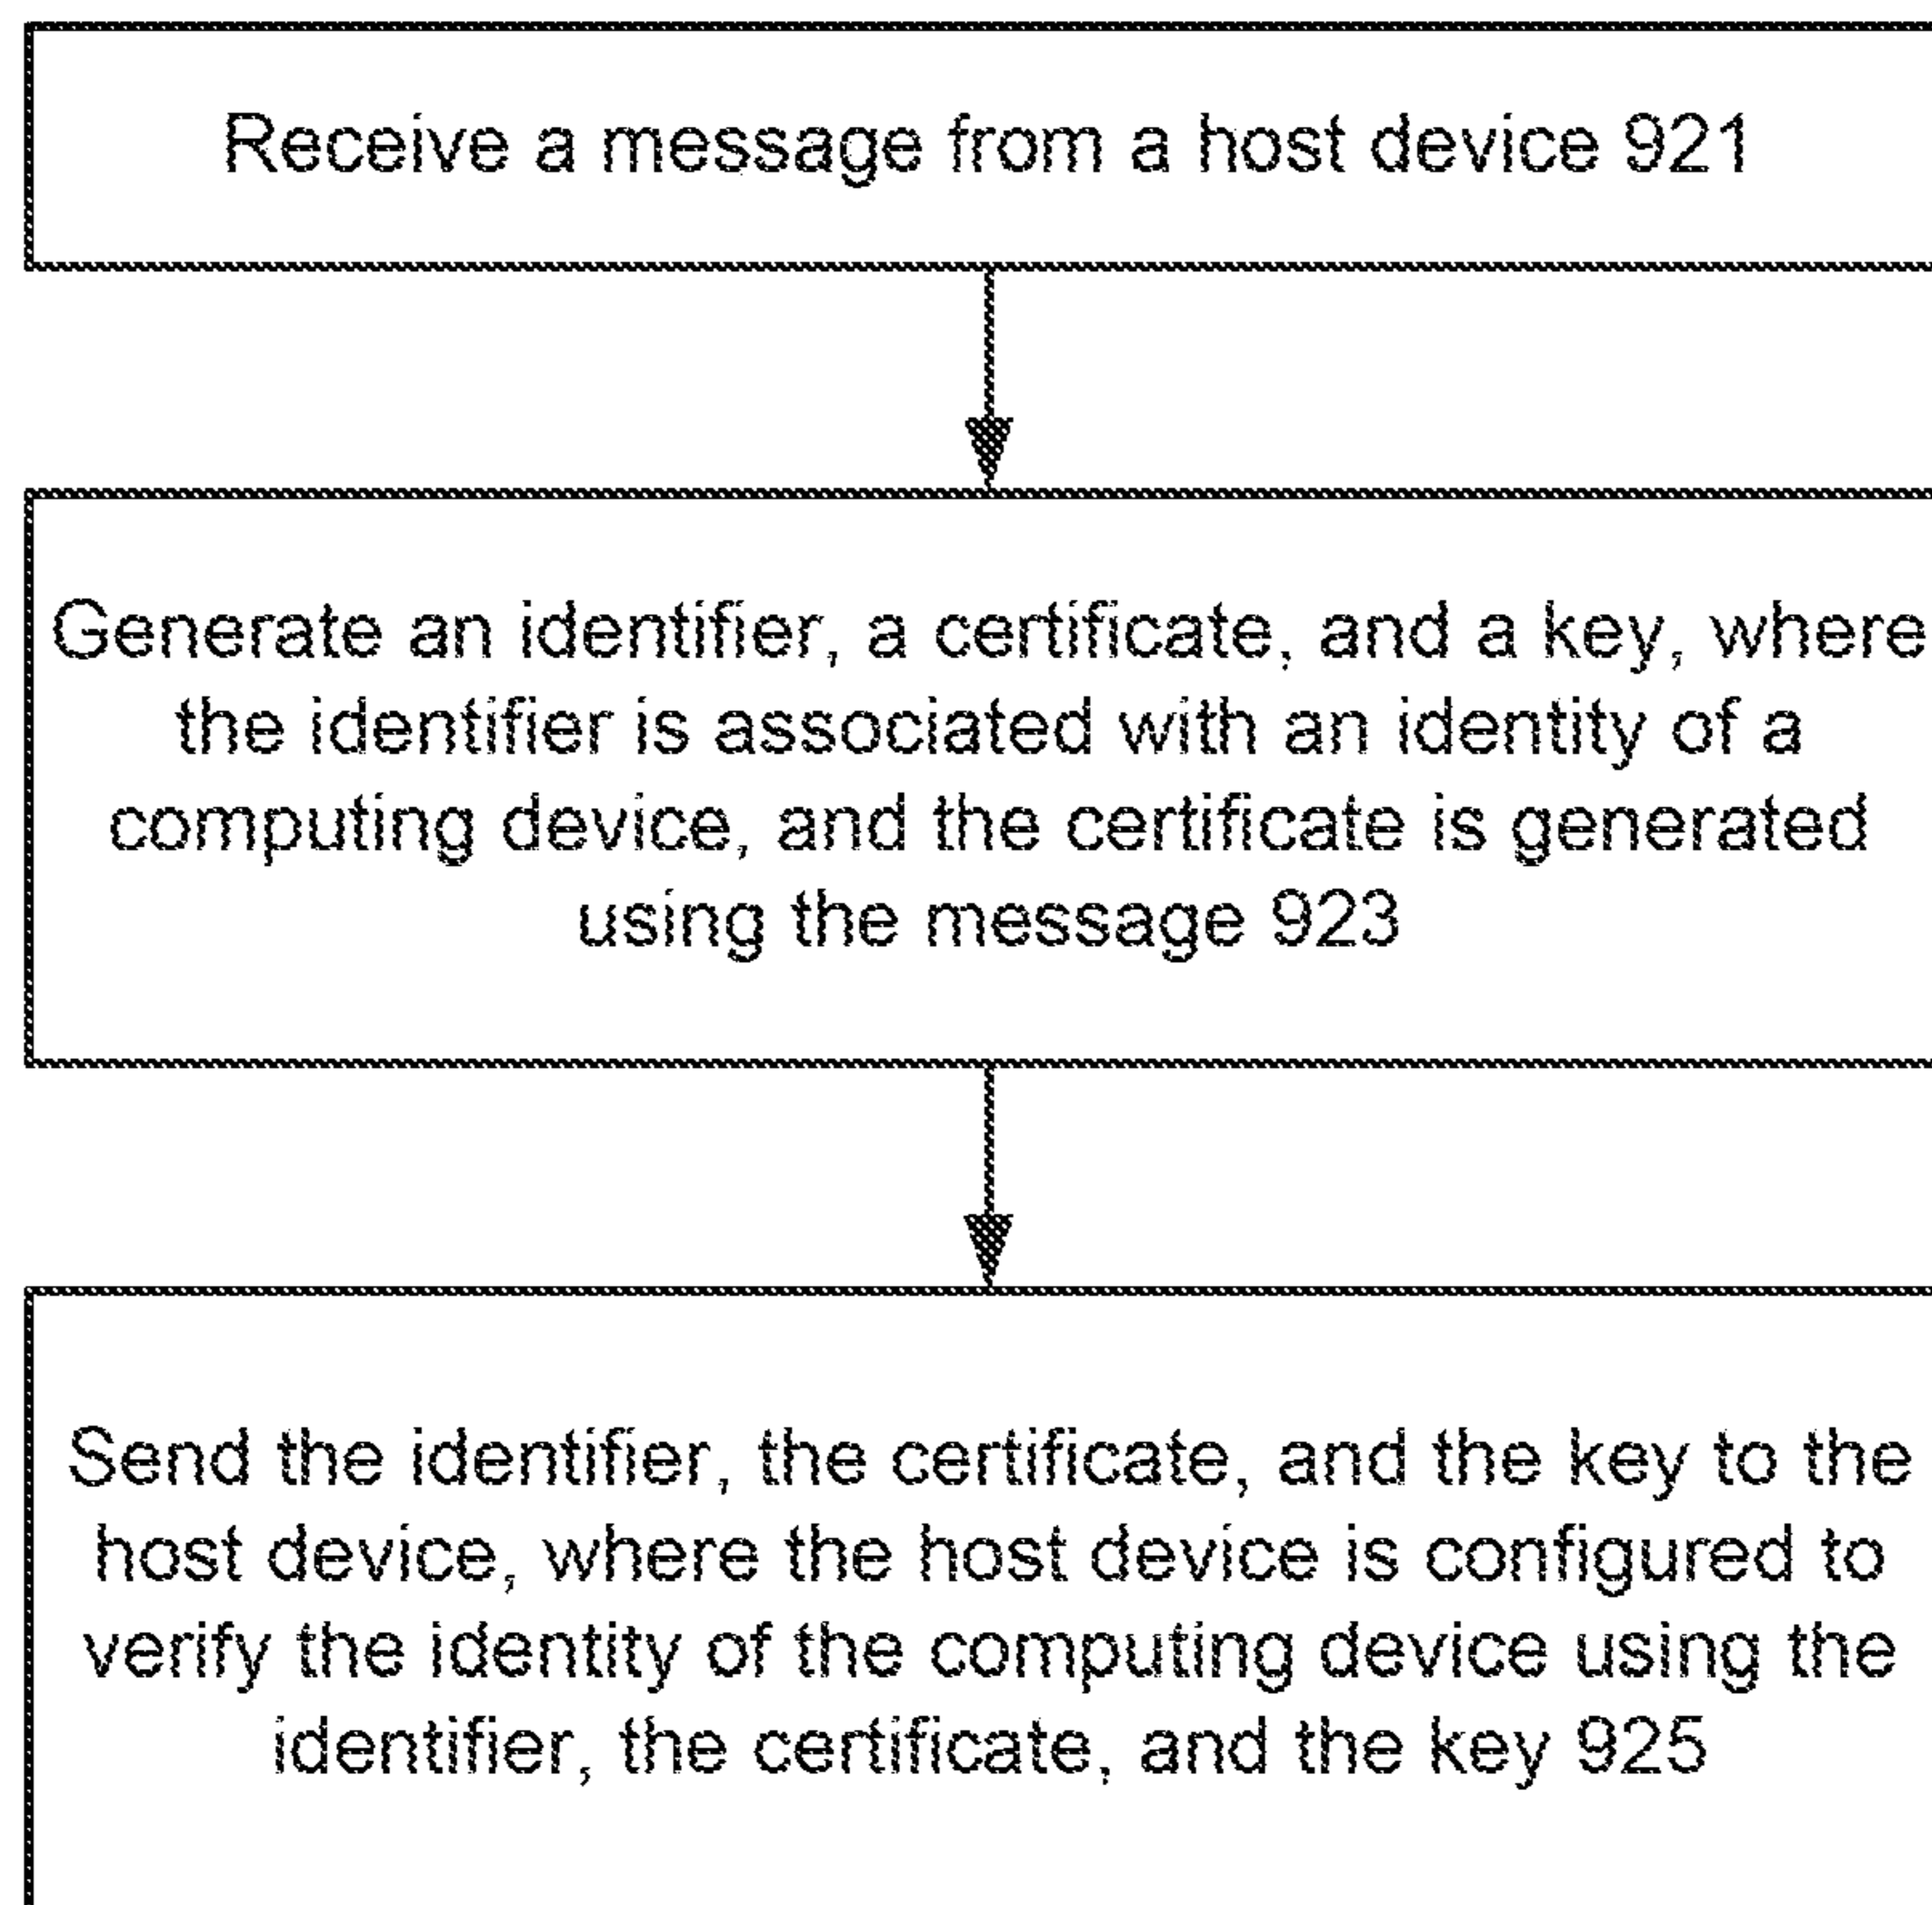 Receive a message from a host device 921
Generate an identifier, a certificate, and a key, where
the identifier is associated with an identity of a
computing device, and the certificate is generated
using the message 923
Send the identifier, the certificate, and the key to the
host device, where the host device is configured to
verify the identity of the computing device using the
identifier, the certificate, and the key 925